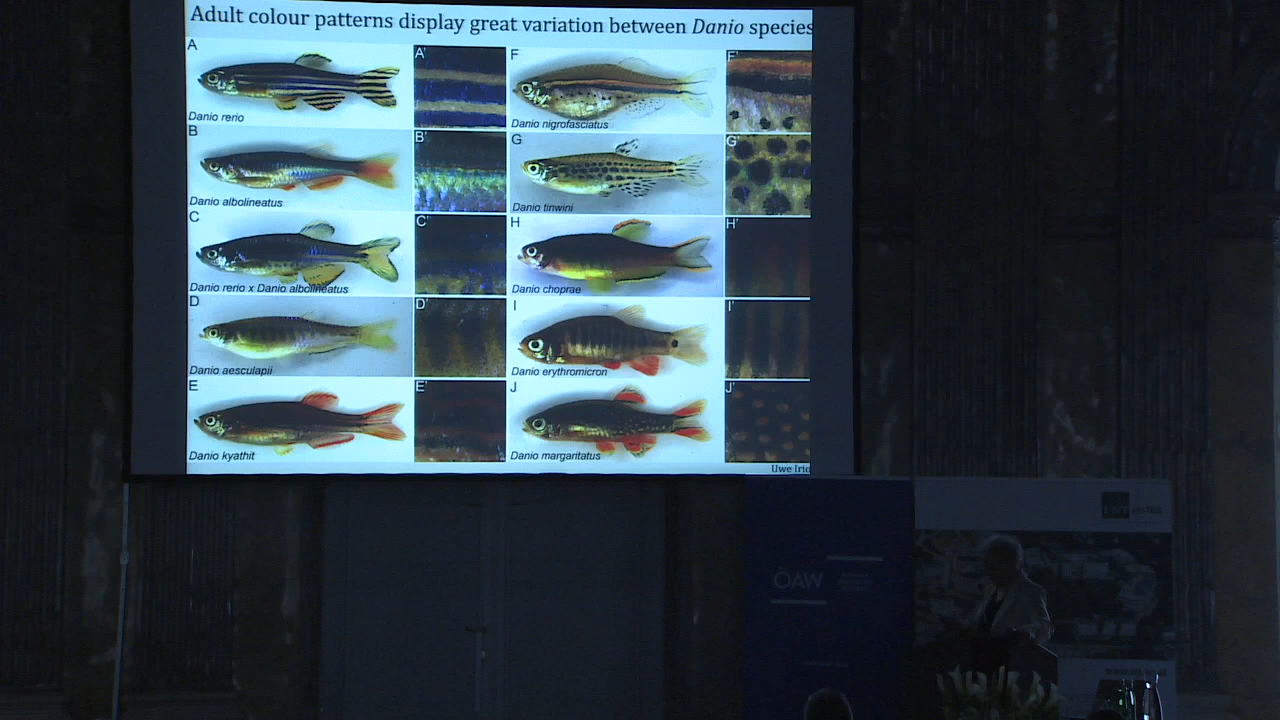 Adult colour patterns display great variation between Danio species
A
A'
F
F'
Danio rerio
Danio nigrofasciatus
B
B'
G
G'
Danio albolineatus
Danio tinwini
C
C'
H
H'
Danio rerio x Danio albolineatus
Danio choprae
D
D'
I
I'
Danio aesculapii
Danio erythromicron
E
E'
J
J'
Danio kyathit
Danio margaritatus
Uwe Iric
ÖAW